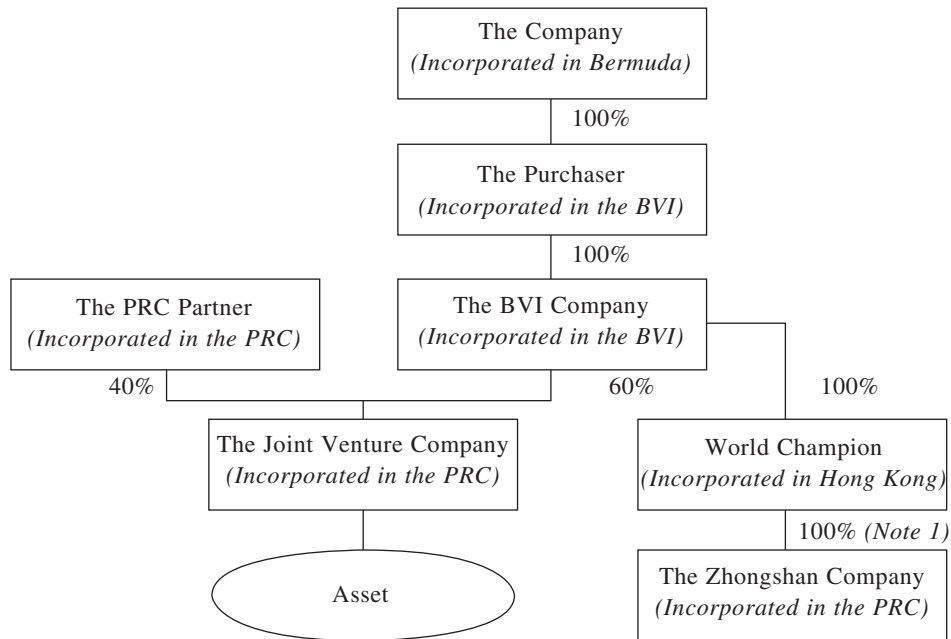 The Company
(Incorporated in Bermuda)
100%
The Purchaser
(Incorporated in the BVI)
100%
The PRC Partner
(Incorporated in the PRC)
The BVI Company
(Incorporated in the BVI)
40%
60%
100%
The Joint Venture Company
(Incorporated in the PRC)
World Champion
(Incorporated in Hong Kong)
100% (Note 1)
Asset
The Zhongshan Company
(Incorporated in the PRC)